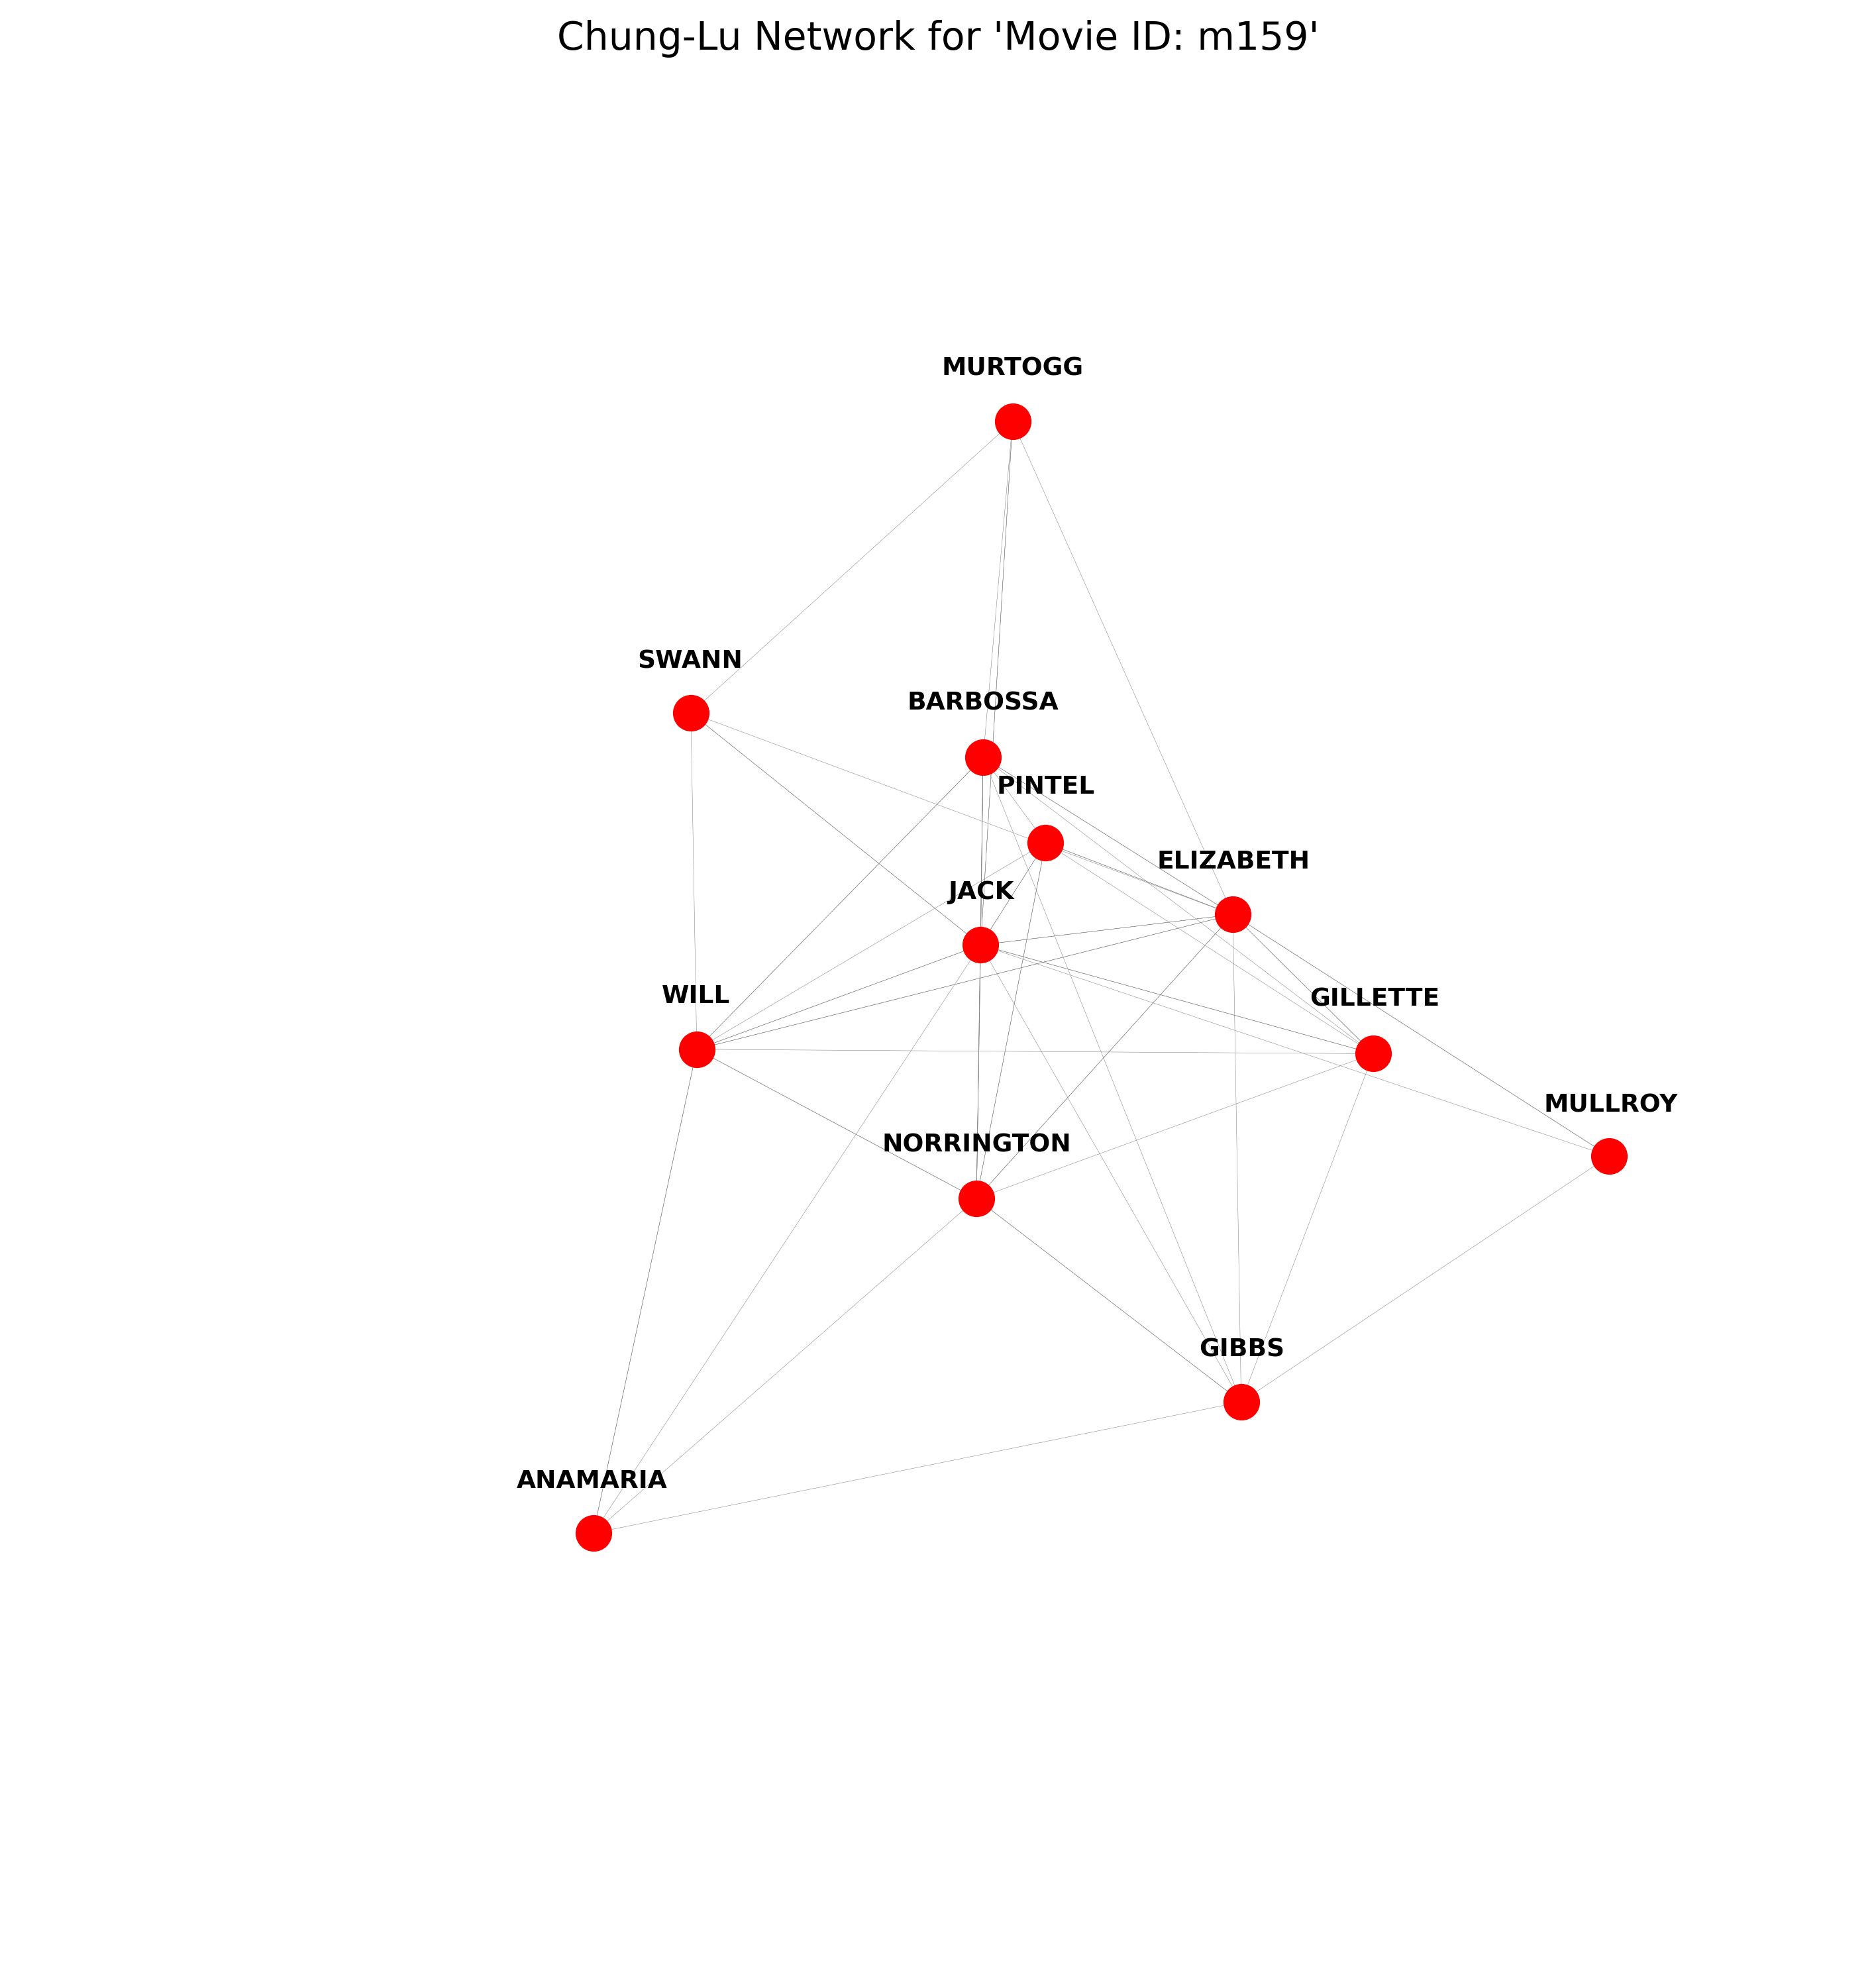 Chung-Lu Network for 'Movie ID: m159'
MURTOGG
SWANN
BARBOSSA
PINTEL
ELIZABETH
JACK
WILL
GILLETTE
MULLROY
NORRINGTON
GIBBS
ANAMARIA